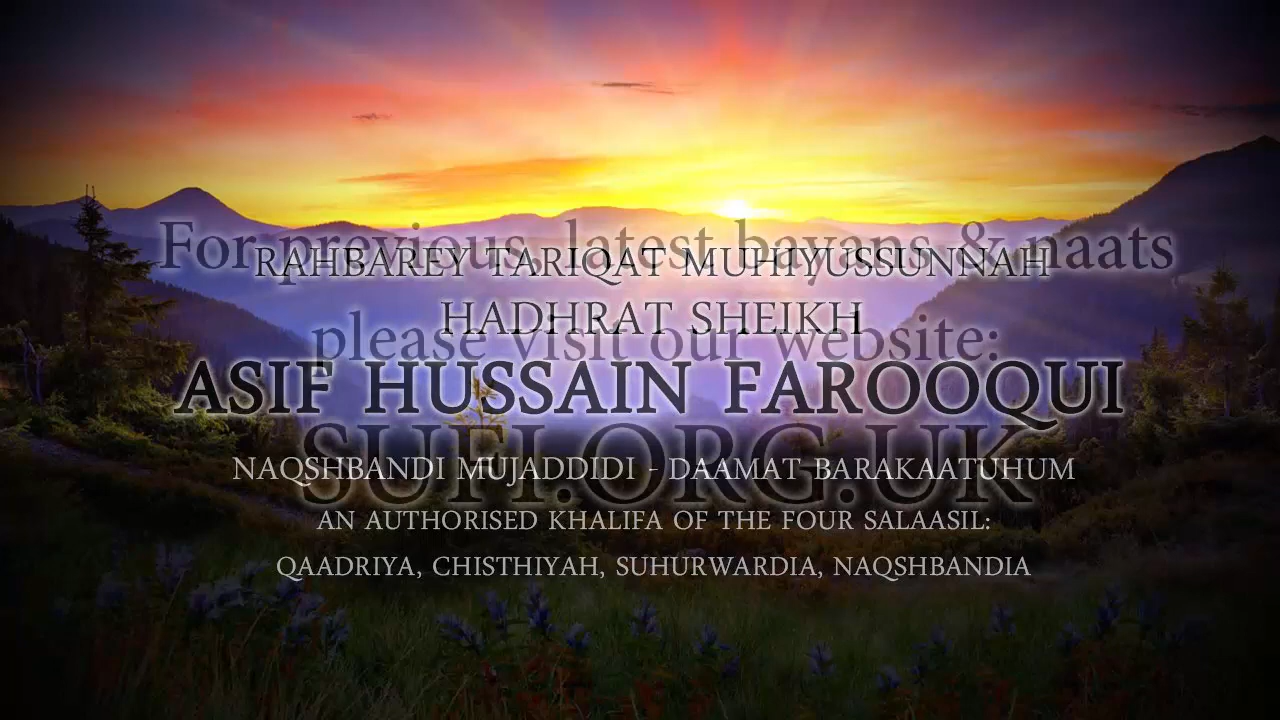 For previous, latest bayans & naats
RAHBAREY TARIQAT MUHIYUSSUNNAH
HADHRAT SHEIKH
please visit our website:
ASIF HUSSAIN FAROOQUI
SUFI.ORG.UK
NAQSHBANDI MUJADDIDI - DAAMAT BARAKAATUHUM
AN AUTHORISED KHALIFA OF THE FOUR SALAASIL:
QAADRIYA, CHISTHIYAH, SUHURWARDIA, NAQSHBANDIA